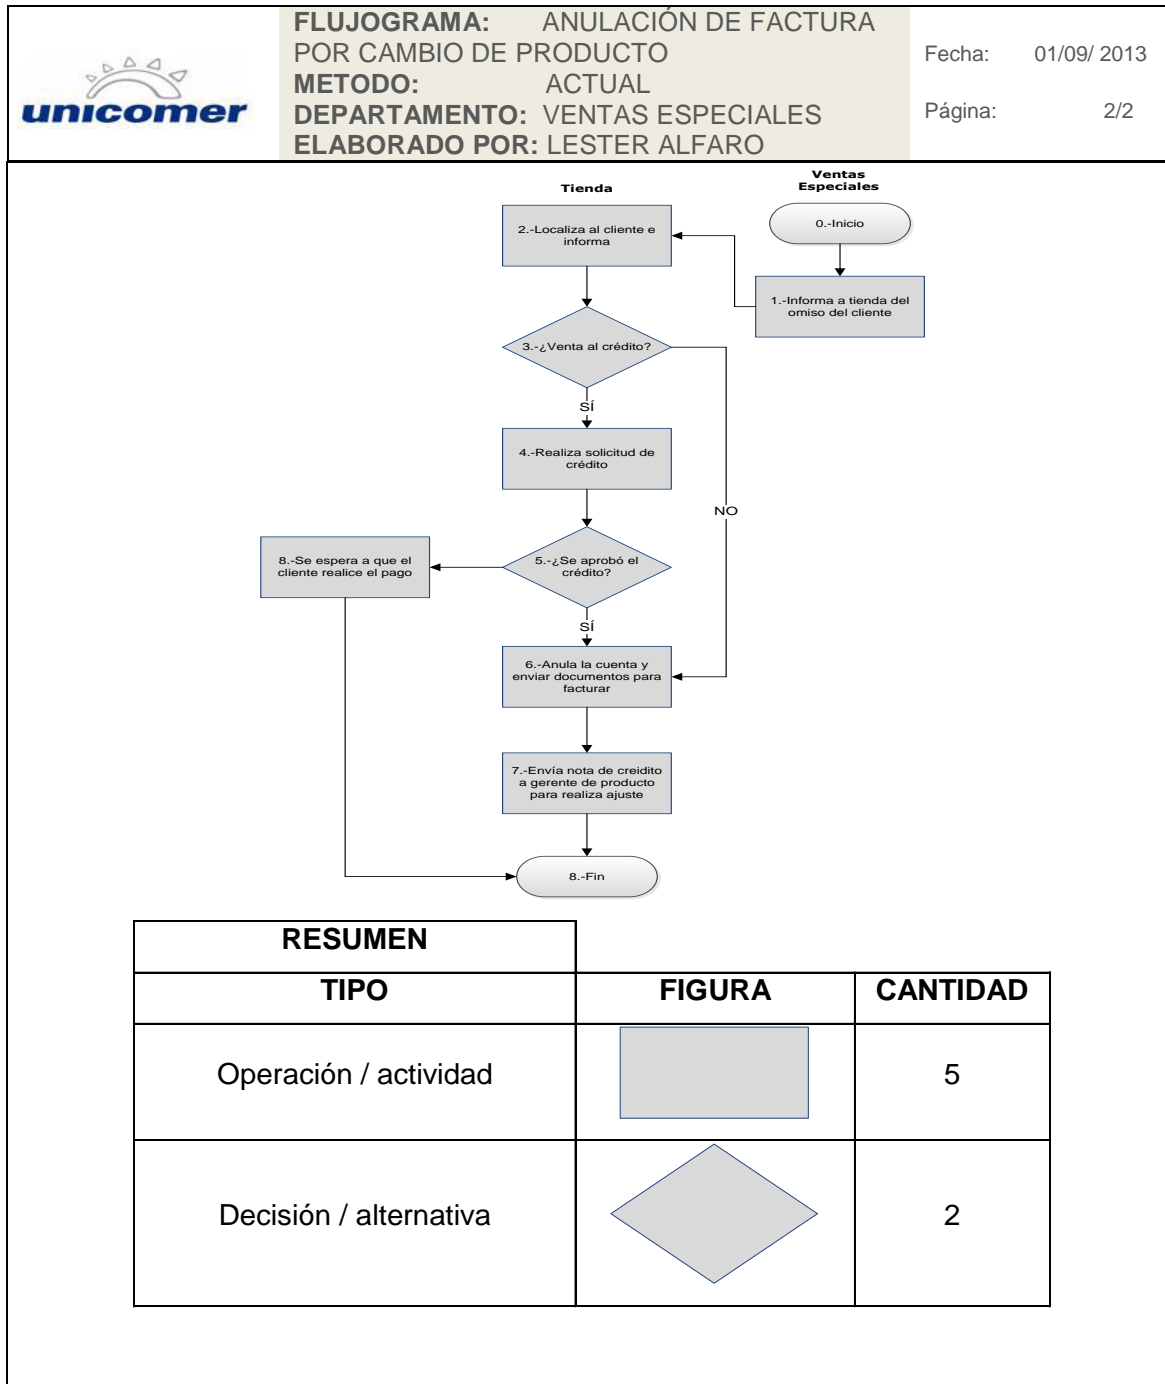 unicomer
FLUJOGRAMA: ANULACIÓN DE FACTURA
POR CAMBIO DE PRODUCTO
METODO: ACTUAL
DEPARTAMENTO: VENTAS ESPECIALES
ELABORADO POR: LESTER ALFARO
Fecha: 01/09/ 2013
Página: 2/2
Tienda
Ventas
Especiales
0.-Inicio
1.-Informa a tienda del
omiso del cliente
2.-Localiza al cliente e
informa
3.-¿Venta al crédito?
SÍ
NO
4.-Realiza solicitud de
crédito
5.-¿Se aprobó el
crédito?
8.-Se espera a que el
cliente realice el pago
SÍ
6.-Anula la cuenta y
enviar documentos para
facturar
7.-Envía nota de creidito
a gerente de producto
para realiza ajuste
8.-Fin
RESUMEN
TIPO FIGURA CANTIDAD
Operación / actividad 5
Decisión / alternativa 2